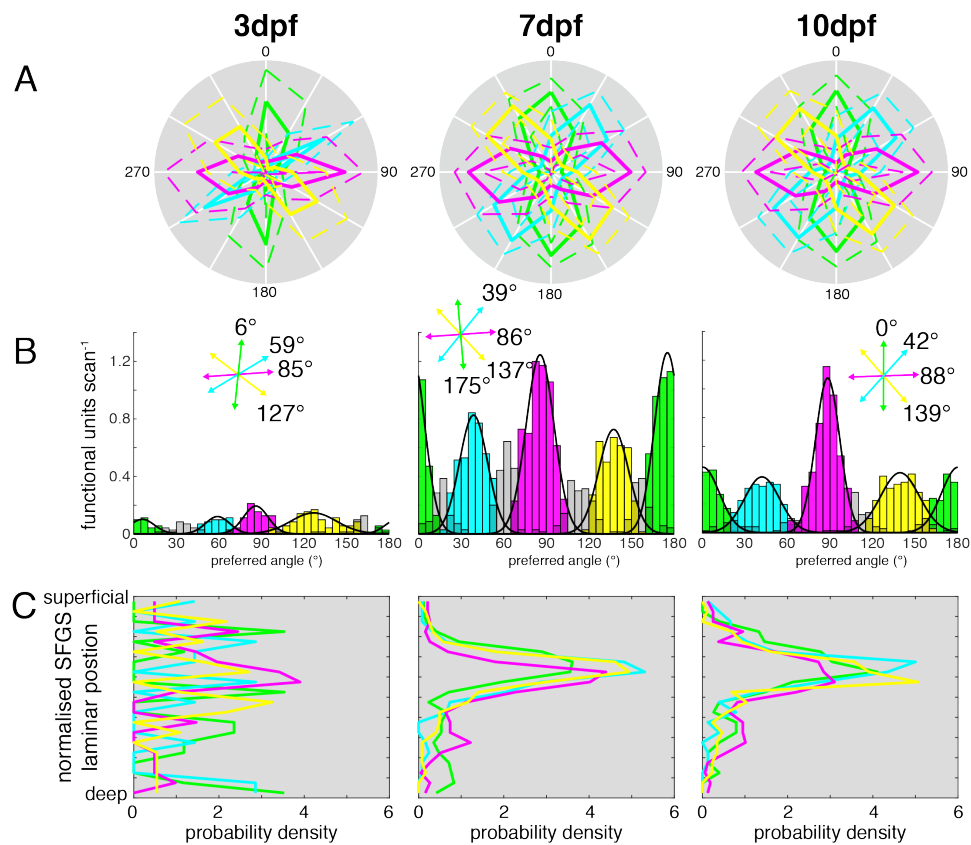 3dpf 7dpf 10dpf
A
0 0 0
270 90 270 90 270 90
180 180 180
B
6° 59° 85° 127°
39° 86° 137° 175°
0° 42° 88° 139°
functional units scan⁻¹
1.2
0.8
0.4
0
0 30 60 90 120 150 180 0 30 60 90 120 150 180 0 30 60 90 120 150 180
preferred angle (°) preferred angle (°) preferred angle (°)
C
superficial
normalised SFGS
laminar postion
deep
0 2 4 6 0 2 4 6 0 2 4 6
probability density probability density probability density